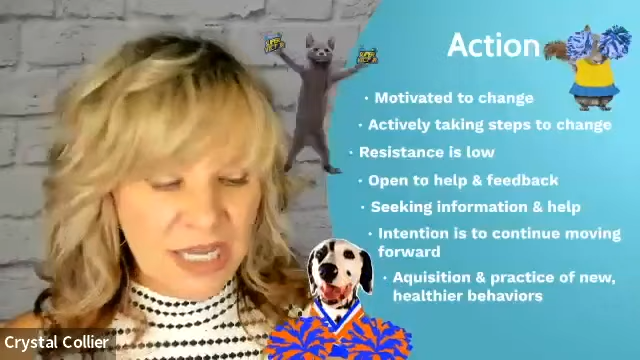 Action
· Motivated to change
· Actively taking steps to change
· Resistance is low
· Open to help & feedback
· Seeking information & help
· Intention is to continue moving
forward
· Aquisition & practice of new,
healthier behaviors
Crystal Collier